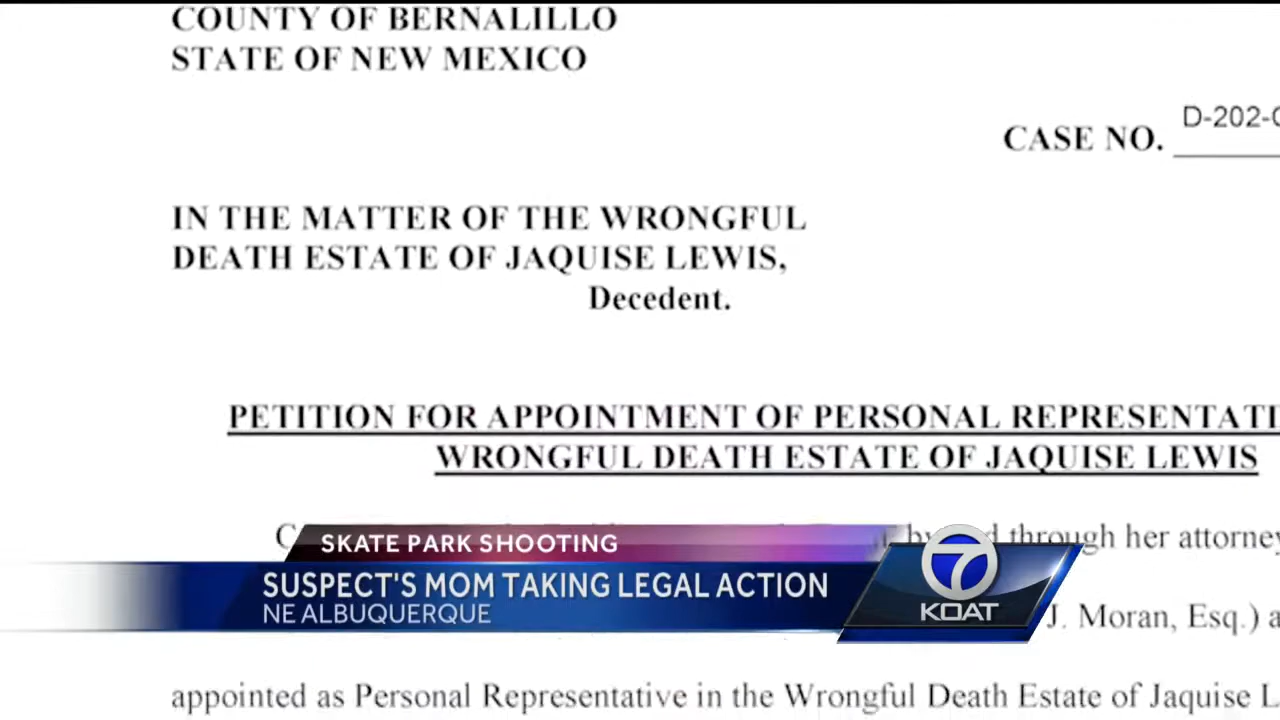 COUNTY OF BERNALILLO
STATE OF NEW MEXICO
D-202-
CASE NO.
IN THE MATTER OF THE WRONGFUL
DEATH ESTATE OF JAQUISE LEWIS,
Decedent.
PETITION FOR APPOINTMENT OF PERSONAL
WRONGFUL DEATH ESTATE OF JAQUISE LEWIS
through her attorney
SKATE PARK SHOOTING
SUSPECT'S MOM TAKING LEGAL ACTION
NE ALBUQUERQUE
7
KOAT
J. Moran, Esq.)
appointed as Personal Representative in the Wrongful Death Estate of Jaquise